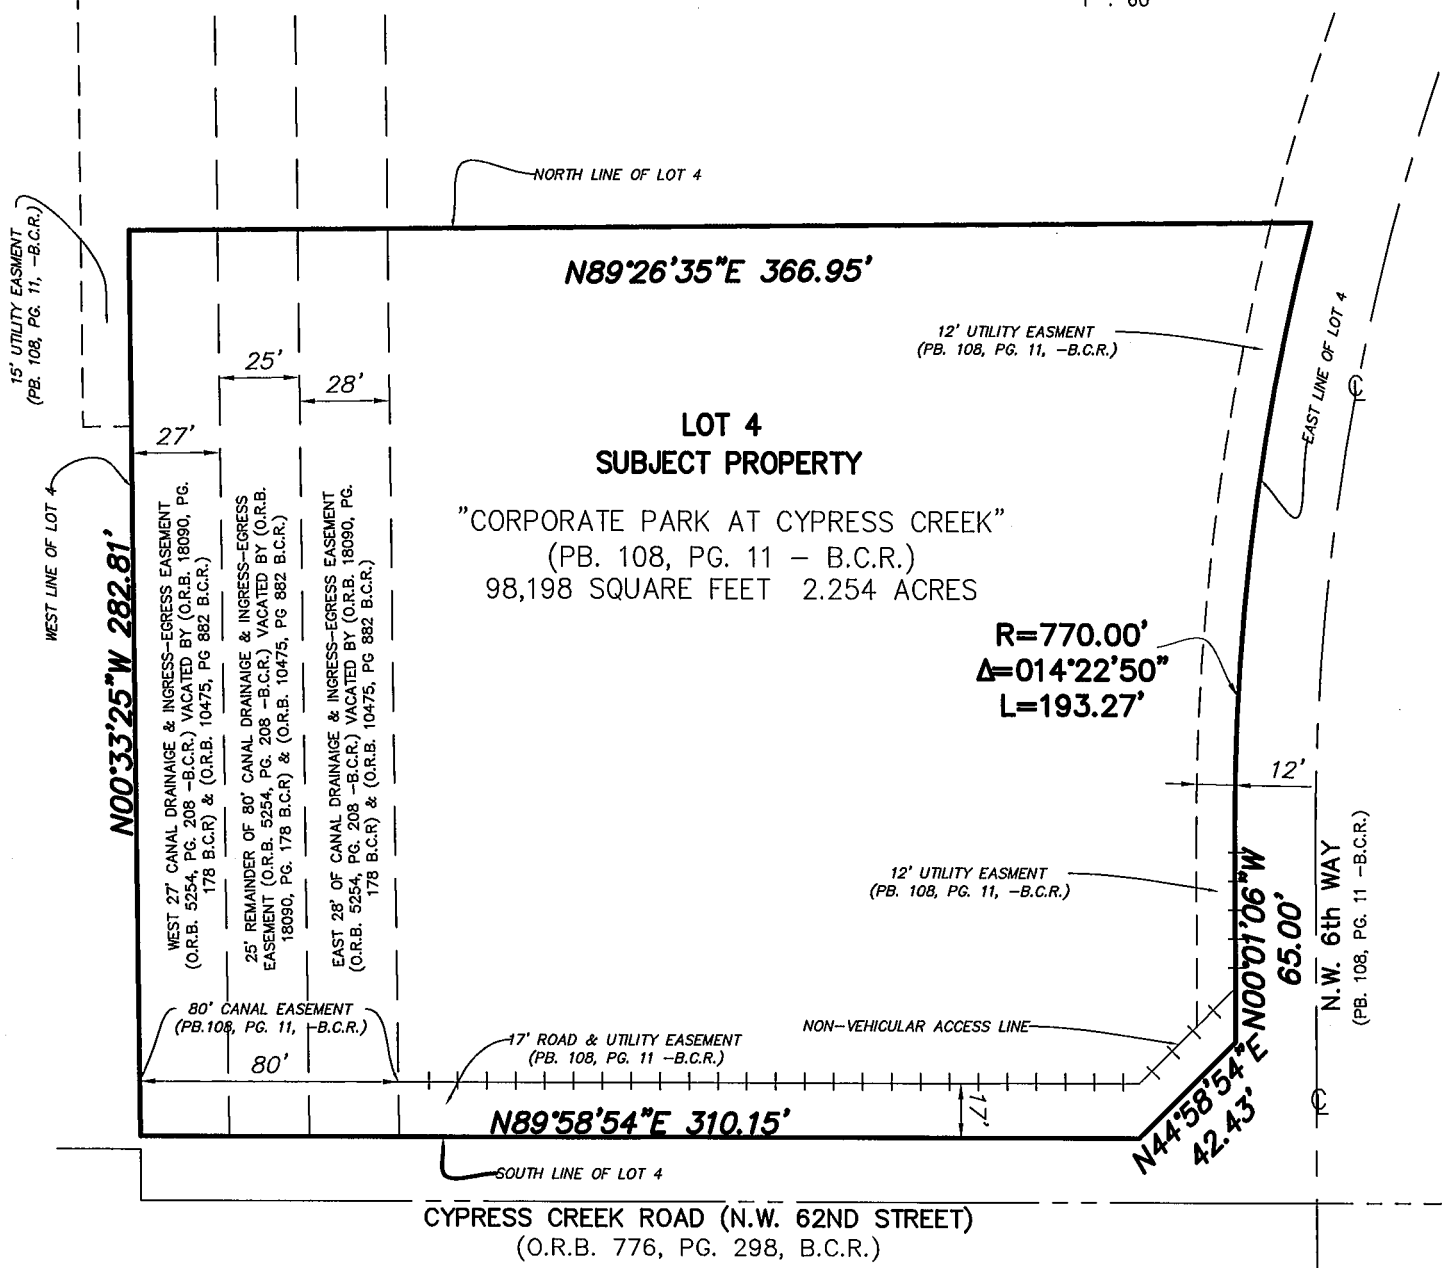 NORTH LINE OF LOT 4
N89°26'35"E 366.95'
15' UTILITY EASMENT
(PB. 108, PG. 11, -B.C.R.)
12' UTILITY EASMENT
(PB. 108, PG. 11, -B.C.R.)
EAST LINE OF LOT 4
25'
28'
27'
LOT 4
SUBJECT PROPERTY
"CORPORATE PARK AT CYPRESS CREEK"
(PB. 108, PG. 11 - B.C.R.)
98,198 SQUARE FEET 2.254 ACRES
WEST LINE OF LOT 4
N00°33'25"W 282.81'
WEST 27' CANAL DRAINAIGE & INGRESS-EGRESS EASEMENT
(O.R.B. 5254, PG. 208 -B.C.R.) VACATED BY (O.R.B. 18090, PG.
178 B.C.R) & (O.R.B. 10475, PG 882 B.C.R.)
25' REMAINDER OF 80' CANAL DRAINAIGE & INGRESS-EGRESS
EASEMENT (O.R.B. 5254, PG. 208 -B.C.R.) VACATED BY (O.R.B.
18090, PG. 178 B.C.R) & (O.R.B. 10475, PG 882 B.C.R.)
EAST 28' OF CANAL DRAINAIGE & INGRESS-EGRESS EASEMENT
(O.R.B. 5254, PG. 208 -B.C.R.) VACATED BY (O.R.B. 18090, PG.
178 B.C.R) & (O.R.B. 10475, PG 882 B.C.R.)
R=770.00'
Δ=014°22'50"
L=193.27'
12'
12' UTILITY EASMENT
(PB. 108, PG. 11, -B.C.R.)
N00°01'06"W
65.00'
N.W. 6th WAY
(PB. 108, PG. 11 -B.C.R.)
80' CANAL EASEMENT
(PB.108, PG. 11, -B.C.R.)
80'
17' ROAD & UTILITY EASEMENT
(PB. 108, PG. 11 -B.C.R.)
NON-VEHICULAR ACCESS LINE
17'
N89°58'54"E 310.15'
N44°58'54"E
42.43'
SOUTH LINE OF LOT 4
CYPRESS CREEK ROAD (N.W. 62ND STREET)
(O.R.B. 776, PG. 298, B.C.R.)